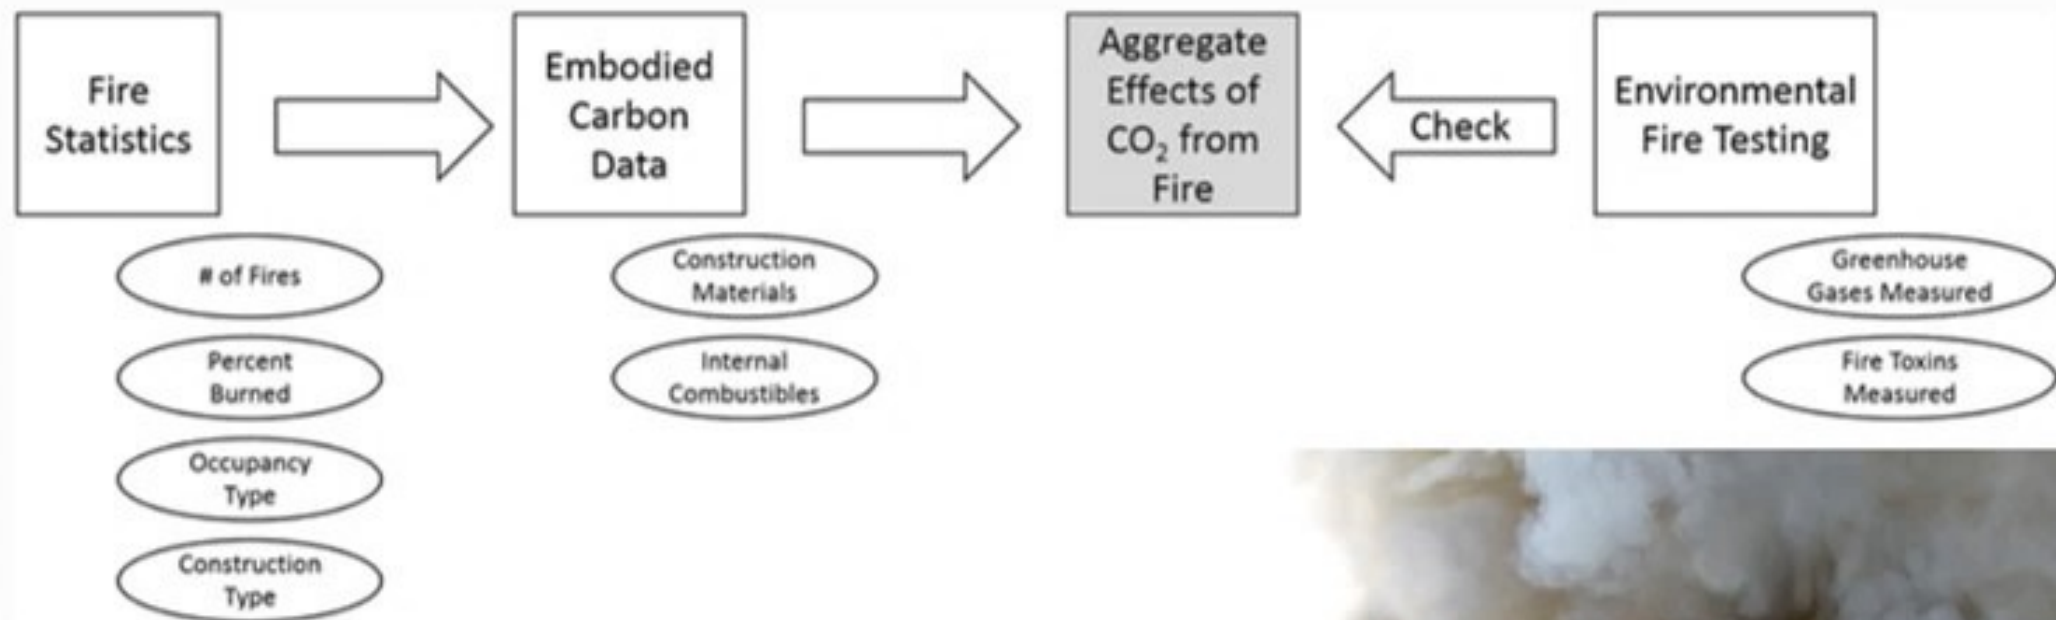 Fire
Statistics
Embodied
Carbon
Data
Aggregate
Effects of
CO₂ from
Fire
Check
Environmental
Fire Testing
# of Fires
Percent
Burned
Occupancy
Type
Construction
Type
Construction
Materials
Internal
Combustibles
Greenhouse
Gases Measured
Fire Toxins
Measured